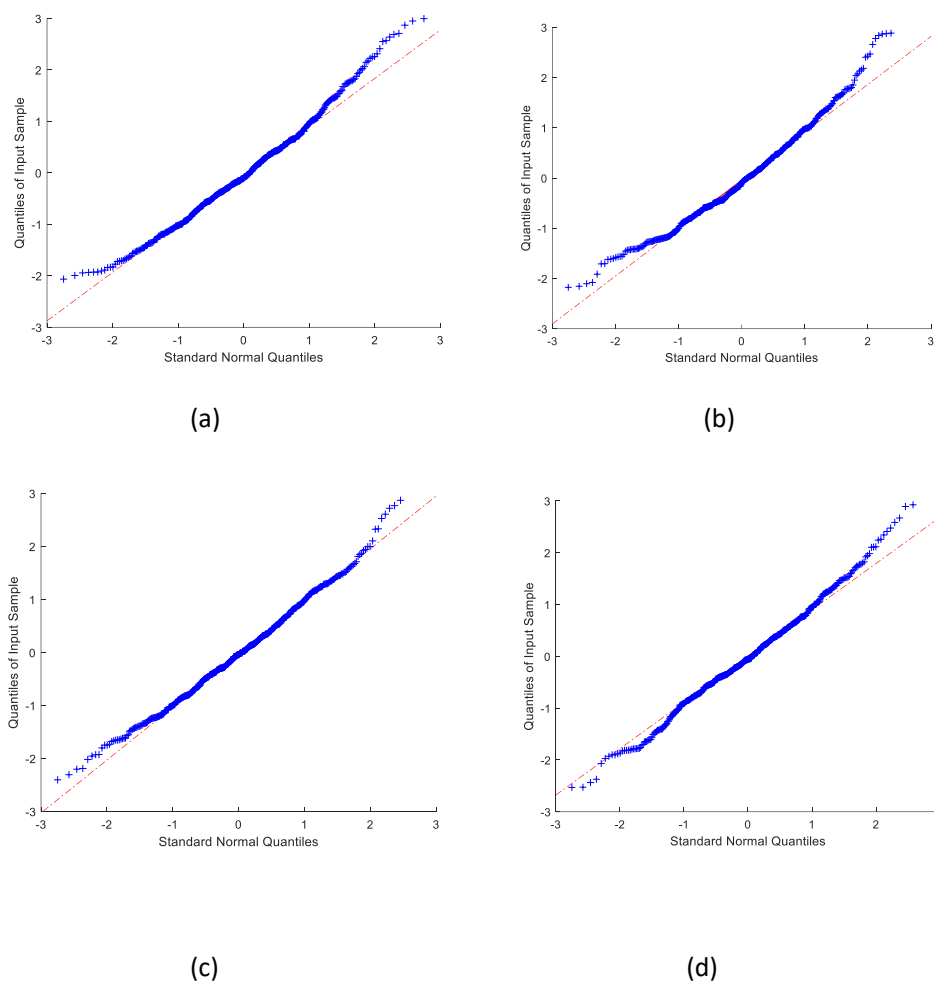 3
2
1
0
-1
-2
-3
Quantiles of Input Sample
-3 -2 -1 0 1 2 3
Standard Normal Quantiles
(a)
3
2
1
0
-1
-2
-3
Quantiles of Input Sample
-3 -2 -1 0 1 2 3
Standard Normal Quantiles
(b)
3
2
1
0
-1
-2
-3
Quantiles of Input Sample
-3 -2 -1 0 1 2 3
Standard Normal Quantiles
(c)
3
2
1
0
-1
-2
-3
Quantiles of Input Sample
-3 -2 -1 0 1 2
Standard Normal Quantiles
(d)